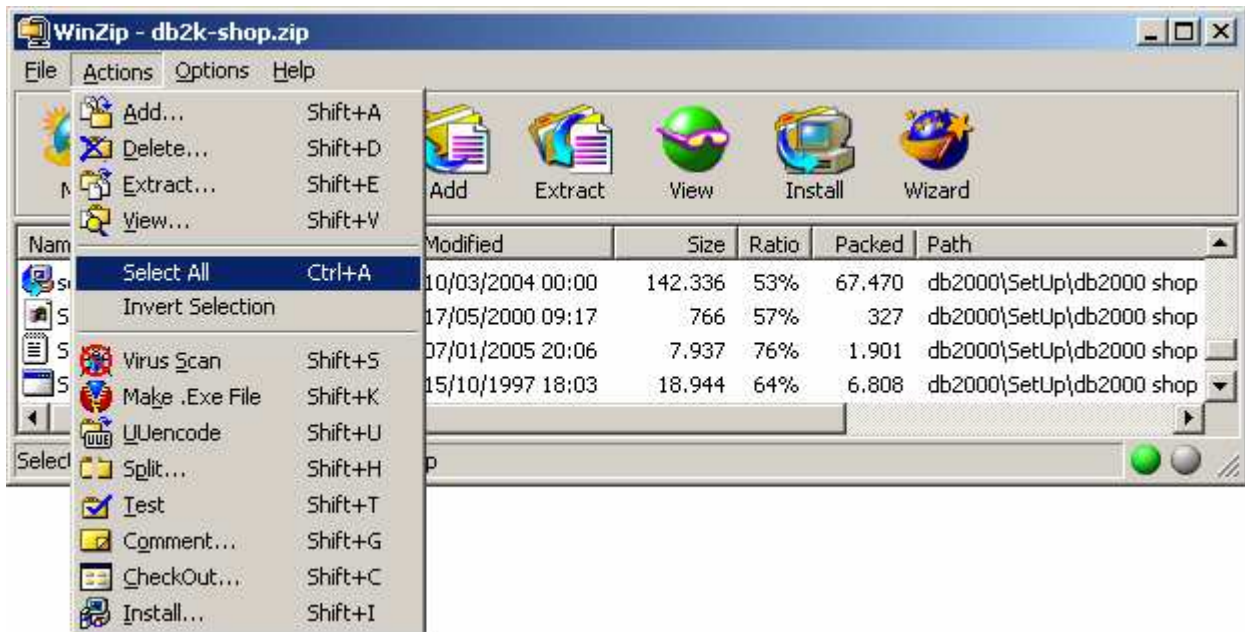 WinZip - db2k-shop.zip
File Actions Options Help
Add... Shift+A
Delete... Shift+D
Extract... Shift+E
View... Shift+V
Add Extract View Install Wizard
Modified Size Ratio Packed Path
Select All Ctrl+A
Invert Selection
10/03/2004 00:00 142.336 53% 67.470 db2000\SetUp\db2000 shop
17/05/2000 09:17 766 57% 327 db2000\SetUp\db2000 shop
07/01/2005 20:06 7.937 76% 1.901 db2000\SetUp\db2000 shop
15/10/1997 18:03 18.944 64% 6.808 db2000\SetUp\db2000 shop
Virus Scan Shift+S
Make .Exe File Shift+K
UUencode Shift+U
Split... Shift+H
Test Shift+T
Comment... Shift+G
CheckOut... Shift+C
Install... Shift+I